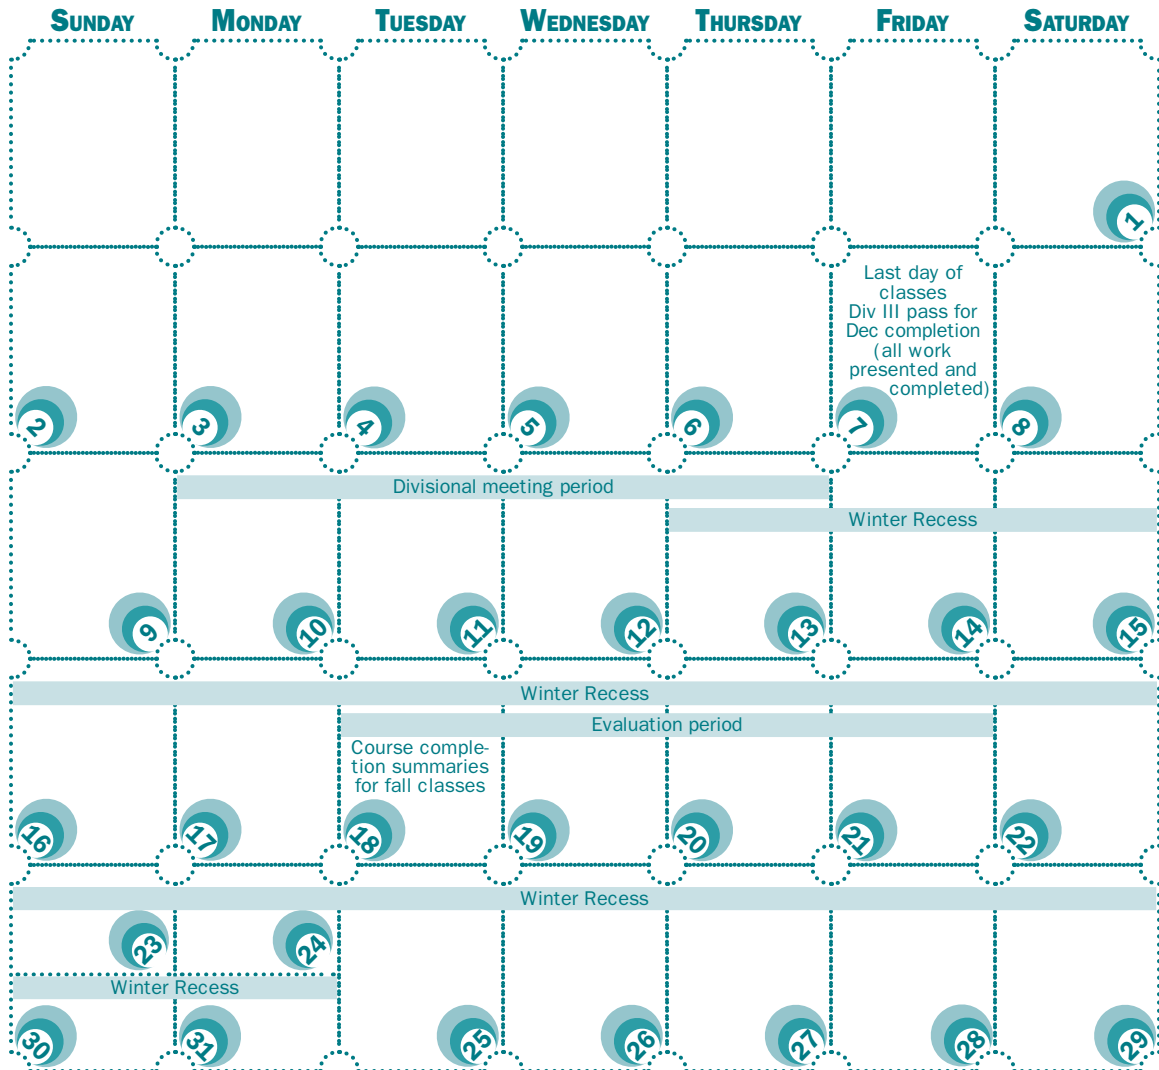 SUNDAY MONDAY TUESDAY WEDNESDAY THURSDAY FRIDAY SATURDAY
1
Last day of
classes
Div III pass for
Dec completion
(all work
presented and
completed)
2 3 4 5 6 7 8
Divisional meeting period
Winter Recess
9 10 11 12 13 14 15
Winter Recess
Evaluation period
Course comple-
tion summaries
for fall classes
16 17 18 19 20 21 22
Winter Recess
23 24
Winter Recess
30 31 25 26 27 28 29